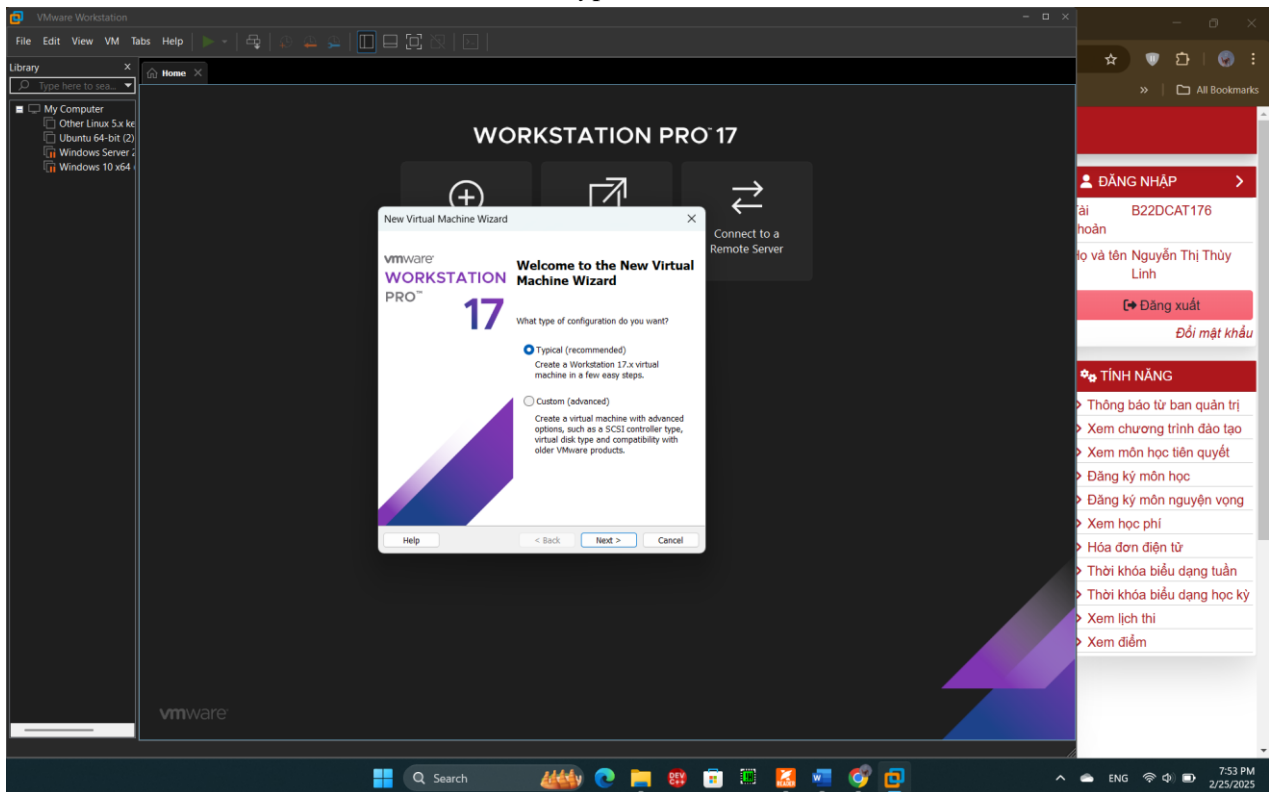 VMware Workstation
File Edit View VM Tabs Help
Library
Type here to sea...
My Computer
Other Linux 5.x ke
Ubuntu 64-bit (2)
Windows Server 2
Windows 10 x64
Home
WORKSTATION PRO™ 17
Connect to a
Remote Server
New Virtual Machine Wizard
vmware
WORKSTATION
PRO™
17
Welcome to the New Virtual
Machine Wizard
What type of configuration do you want?
Typical (recommended)
Create a Workstation 17.x virtual
machine in a few easy steps.
Custom (advanced)
Create a virtual machine with advanced
options, such as a SCSI controller type,
virtual disk type and compatibility with
older VMware products.
Help < Back Next > Cancel
vmware
All Bookmarks
ĐĂNG NHẬP
ài B22DCAT176
hoản
Họ và tên Nguyễn Thị Thùy
Linh
Đăng xuất
Đổi mật khẩu
TÍNH NĂNG
Thông báo từ ban quản trị
Xem chương trình đào tạo
Xem môn học tiên quyết
Đăng ký môn học
Đăng ký môn nguyện vọng
Xem học phí
Hóa đơn điện tử
Thời khóa biểu dạng tuần
Thời khóa biểu dạng học kỳ
Xem lịch thi
Xem điểm
Search
DEV
C++
READER
ENG
7:53 PM
2/25/2025